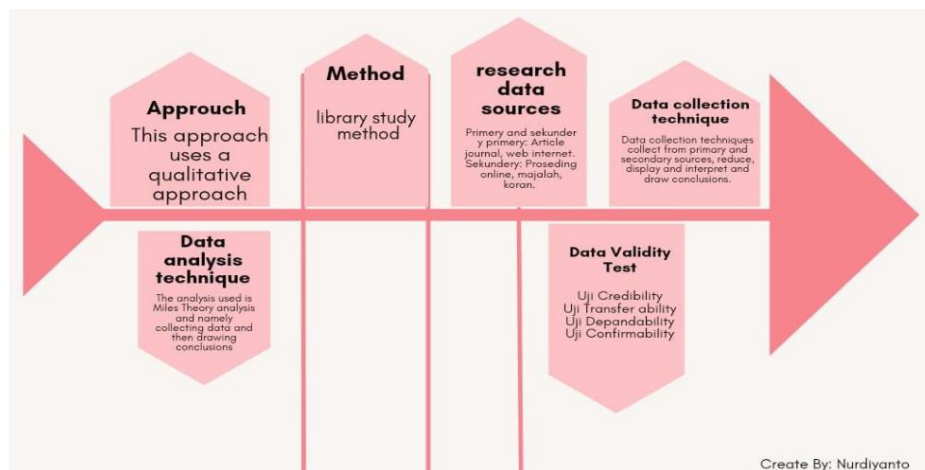 Approuch
This approach
uses a
qualitative
approach
Method
library study
method
research
data
sources
Primery and sekunder
y primery: Article
journal, web internet.
Sekundery: Proseding
online, majalah,
koran.
Data collection
technique
Data collection techniques
collect from primary and
secondary sources, reduce,
display and interpret and
draw conclusions.
Data
analysis
technique
The analysis used is
Miles Theory analysis
and namely
collecting data and
then drawing
conclusions
Data Validity
Test
Uji Credibility
Uji Transfer ability
Uji Depandability
Uji Confirmability
Create By: Nurdiyanto